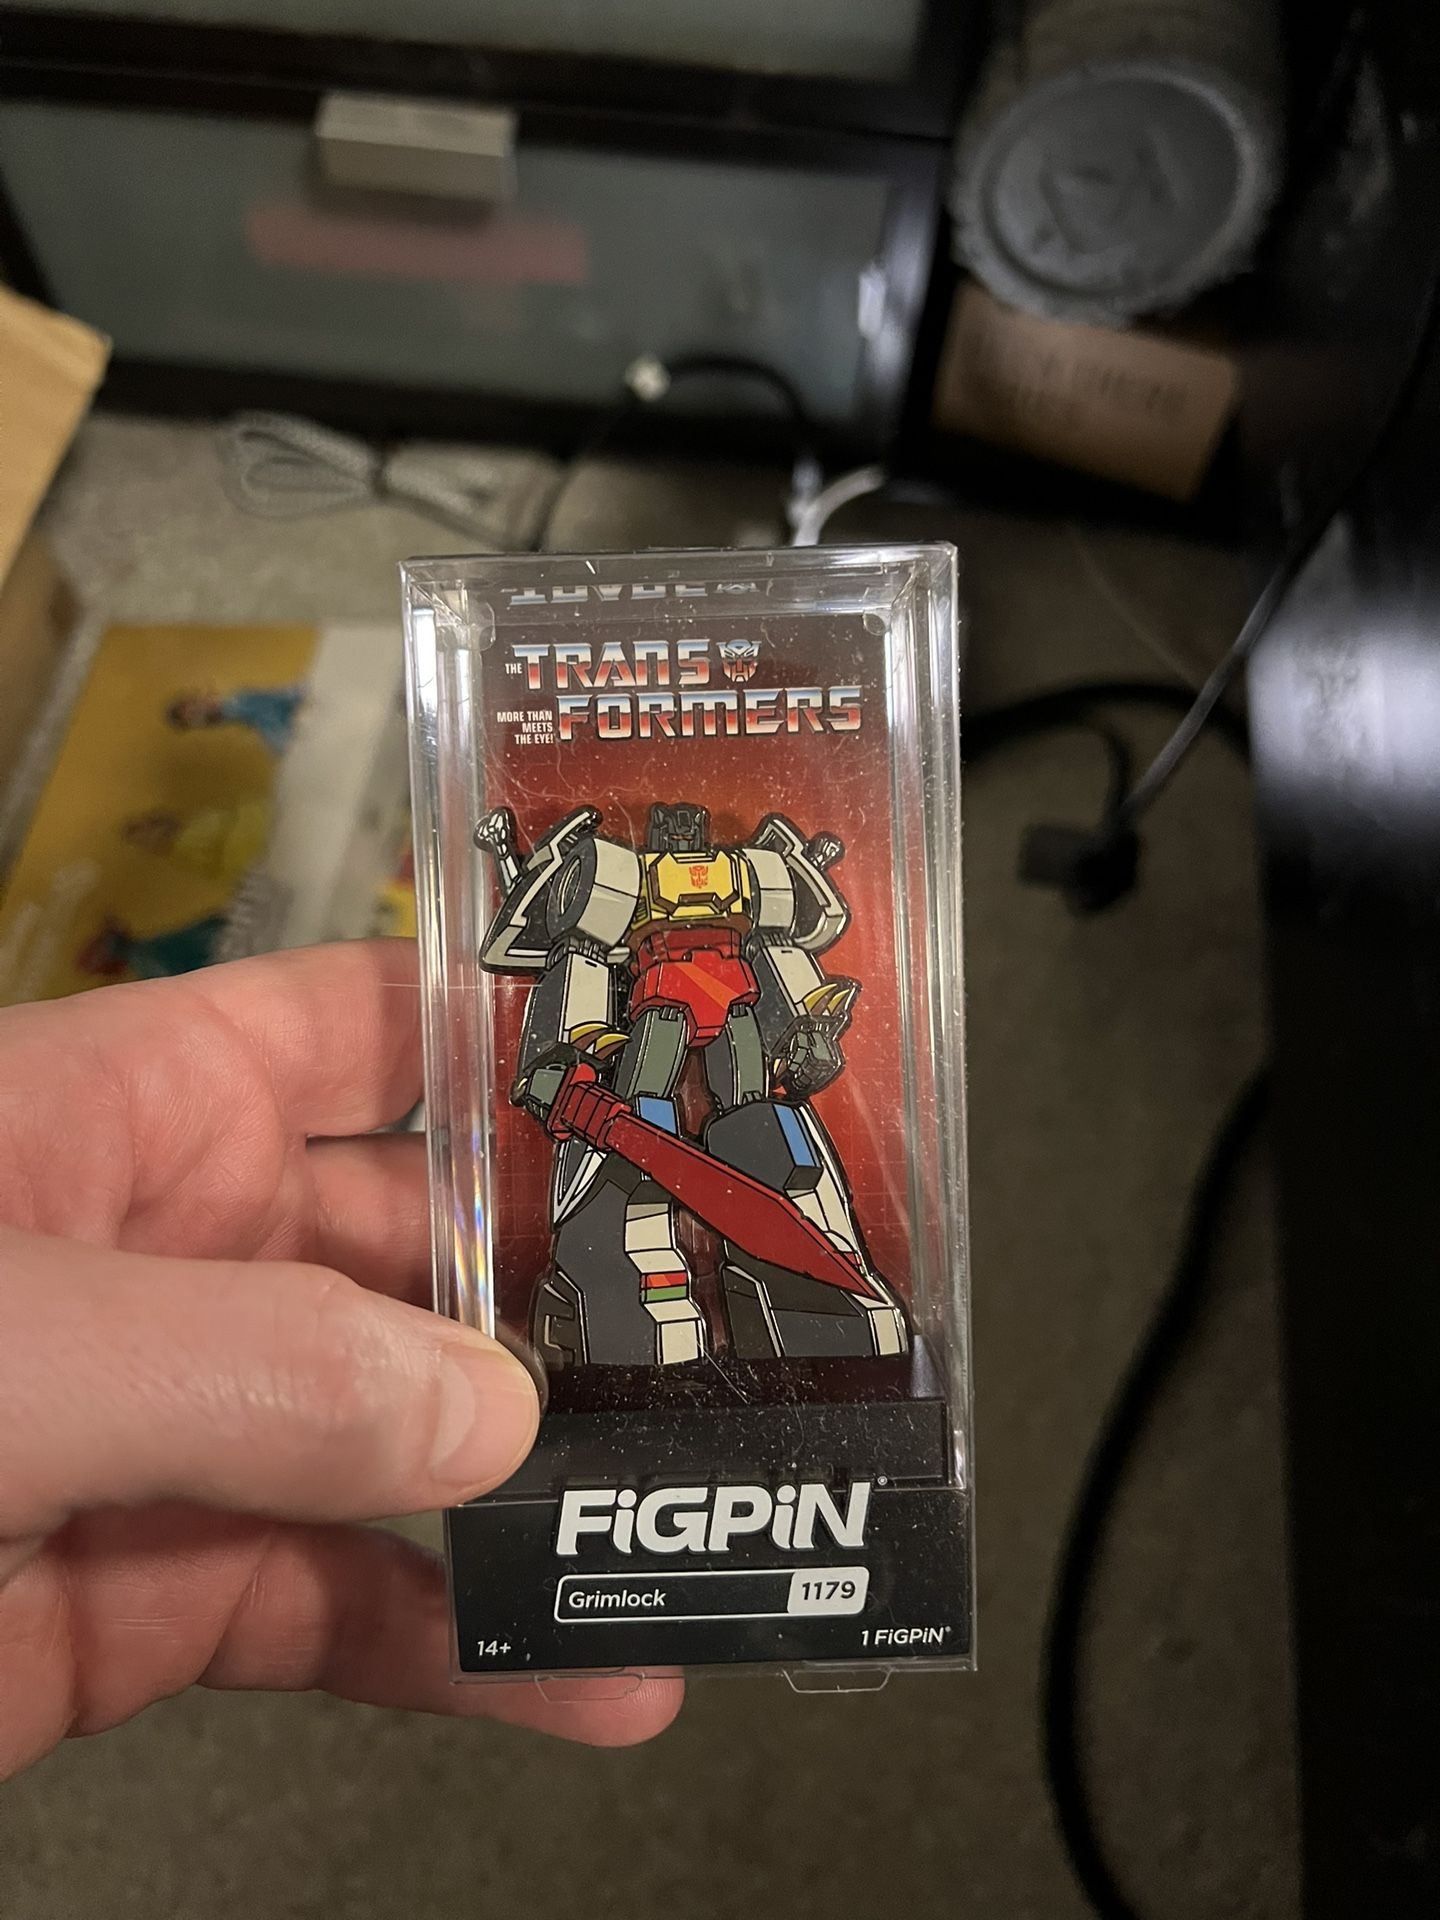 THE TRANS
FORMERS
MORE THAN
MEETS
THE EYE!
FiGPiN®
Grimlock 1179
14+ 1 FiGPiN®